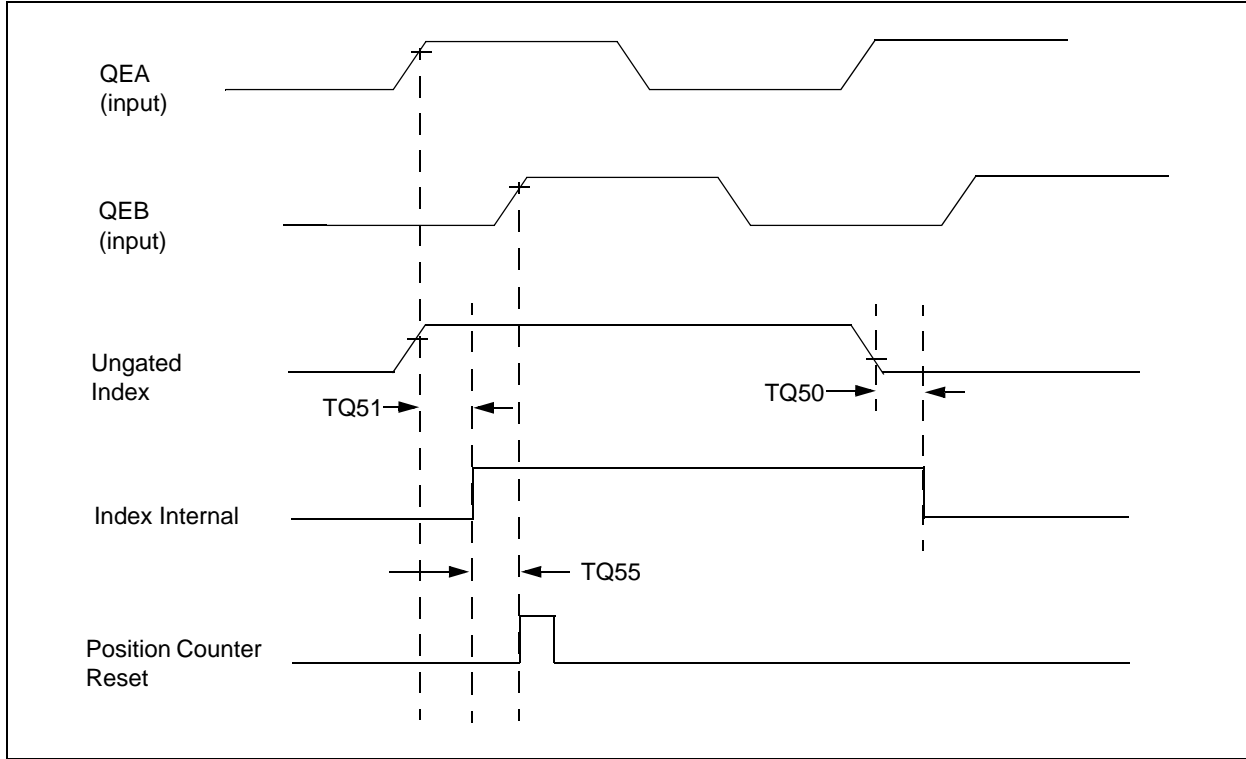 QEA
(input)
QEB
(input)
Ungated
Index
TQ51
TQ50
Index Internal
TQ55
Position Counter
Reset